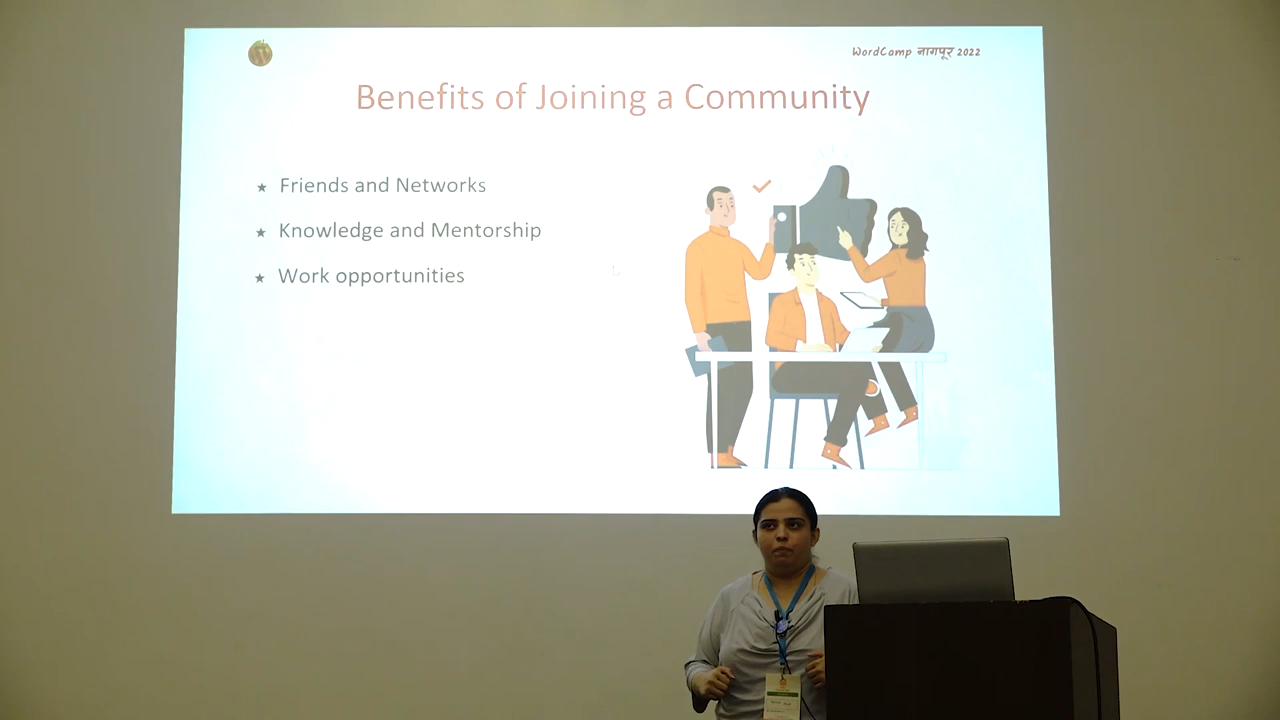 WordCamp नागपूर 2022
Benefits of Joining a Community
★ Friends and Networks
★ Knowledge and Mentorship
★ Work opportunities